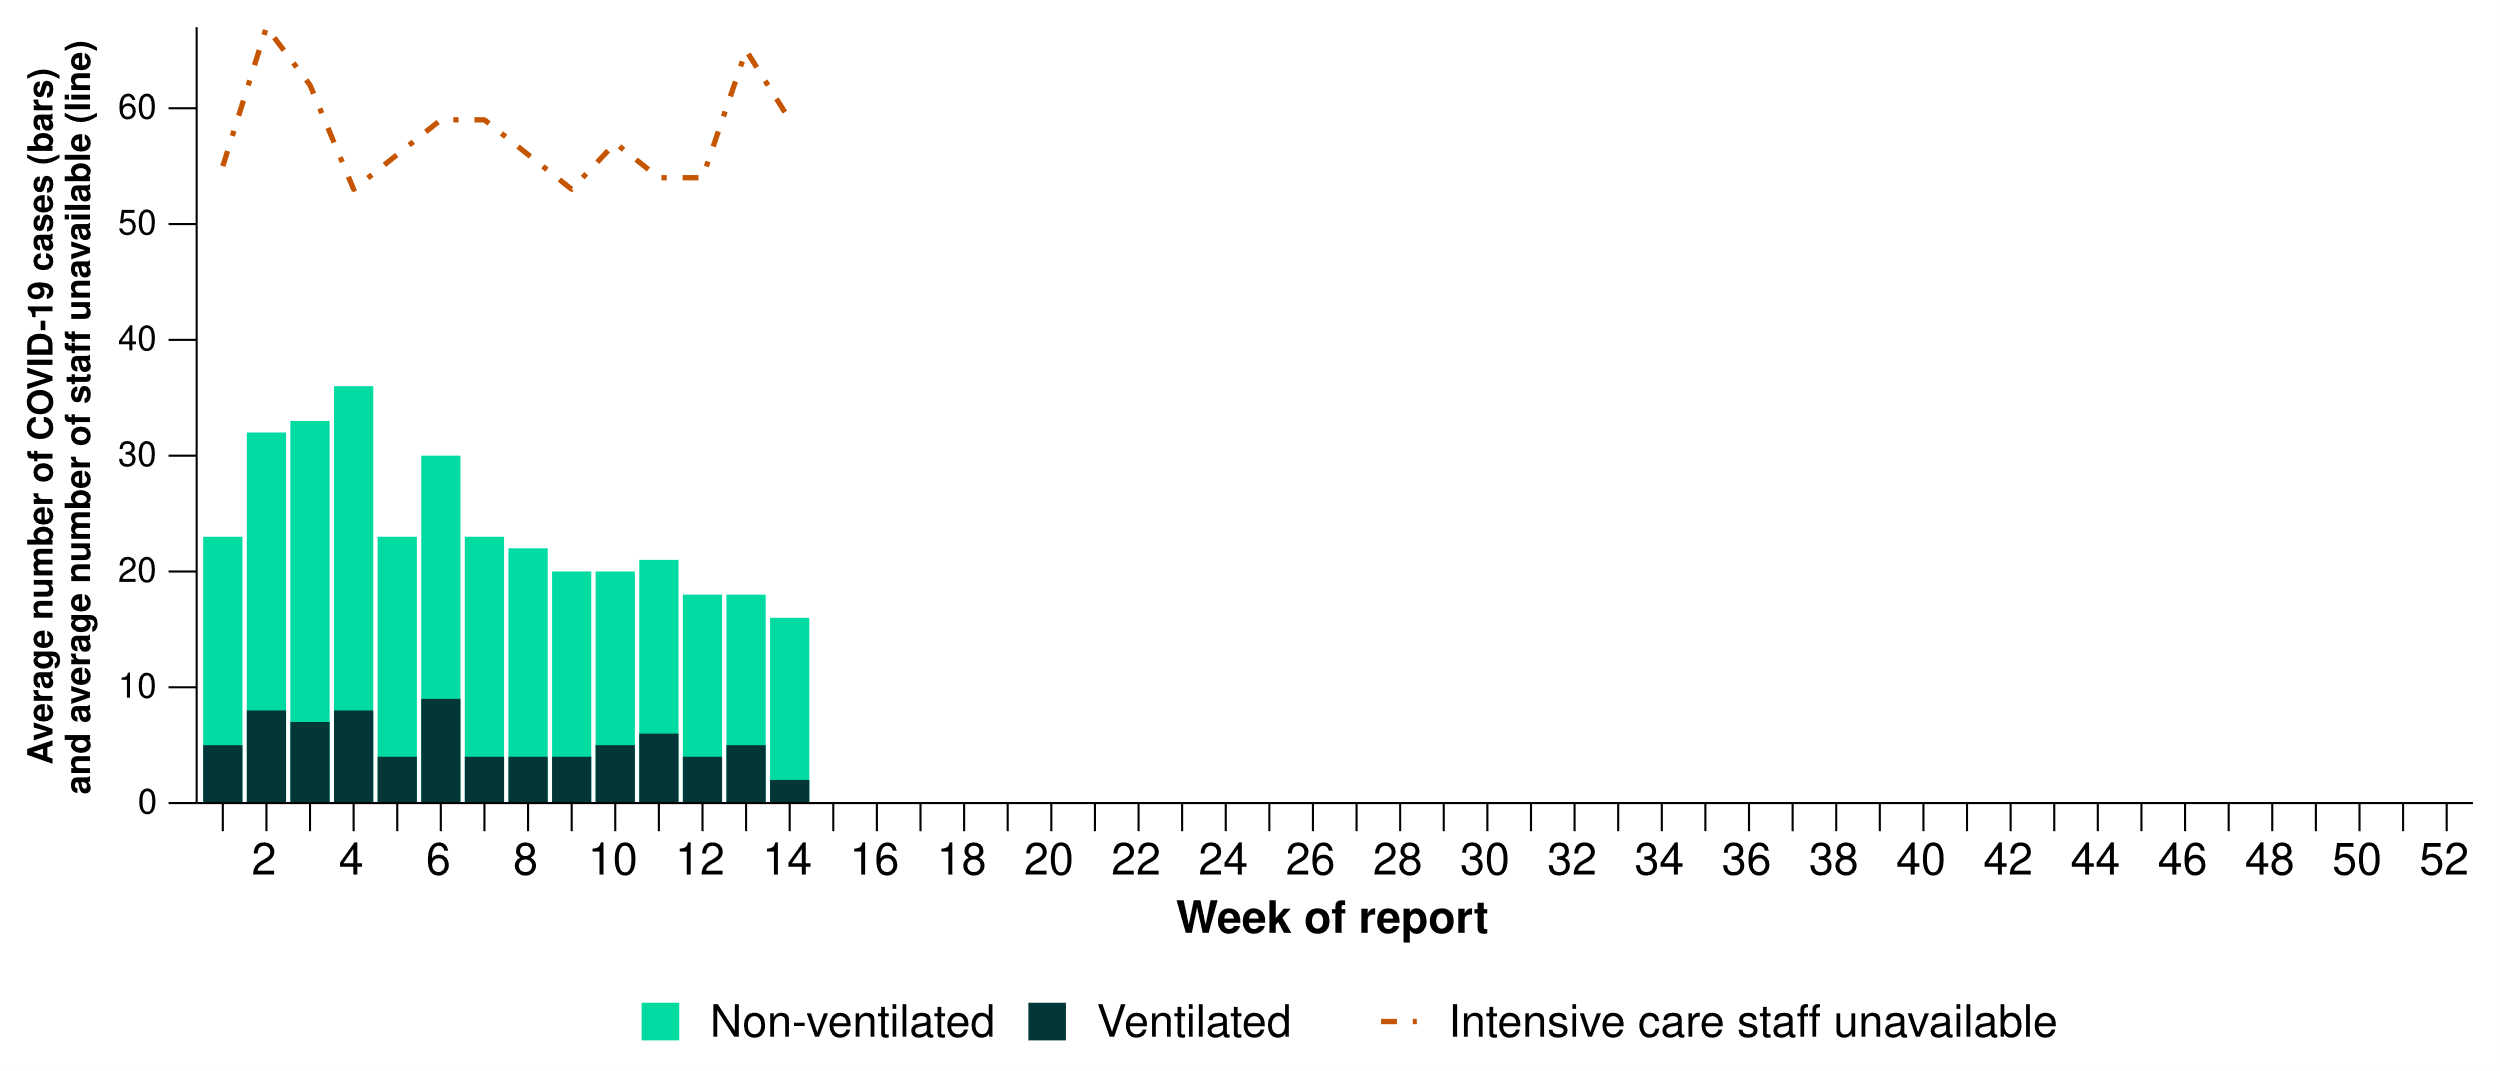 Average number of COVID-19 cases (bars)
and average number of staff unavailable (line)
60
50
40
30
20
10
0
2 4 6 8 10 12 14 16 18 20 22 24 26 28 30 32 34 36 38 40 42 44 46 48 50 52
Week of report
Non-ventilated Ventilated Intensive care staff unavailable